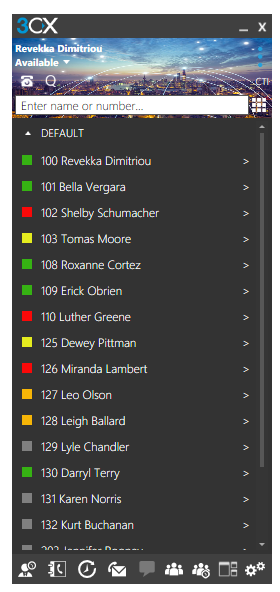 3CX
Revekka Dimitriou
Available
CTI
Enter name or number...
DEFAULT
100 Revekka Dimitriou
101 Bella Vergara
102 Shelby Schumacher
103 Tomas Moore
108 Roxanne Cortez
109 Erick Obrien
110 Luther Greene
125 Dewey Pittman
126 Miranda Lambert
127 Leo Olson
128 Leigh Ballard
129 Lyle Chandler
130 Darryl Terry
131 Karen Norris
132 Kurt Buchanan